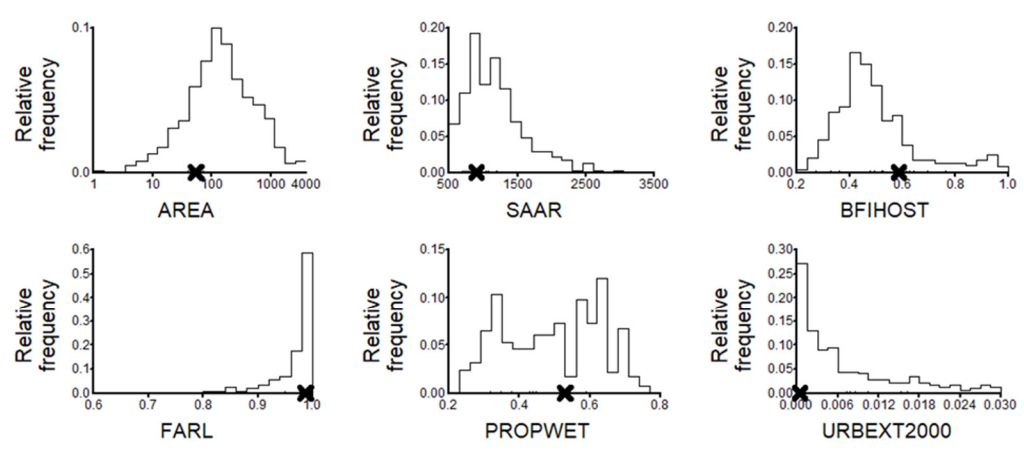 0.1
0.0
Relative
frequency
1 10 100 1000 4000
AREA
0.20
0.15
0.10
0.05
0.00
Relative
frequency
500 1500 2500 3500
SAAR
0.20
0.15
0.10
0.05
0.00
Relative
frequency
0.2 0.4 0.6 0.8 1.0
BFIHOST
0.6
0.5
0.4
0.3
0.2
0.1
0.0
Relative
frequency
0.6 0.7 0.8 0.9 1.0
FARL
0.15
0.10
0.05
0.00
Relative
frequency
0.2 0.4 0.6 0.8
PROPWET
0.30
0.25
0.20
0.15
0.10
0.05
0.00
Relative
frequency
0.000 0.006 0.012 0.018 0.024 0.030
URBEXT2000